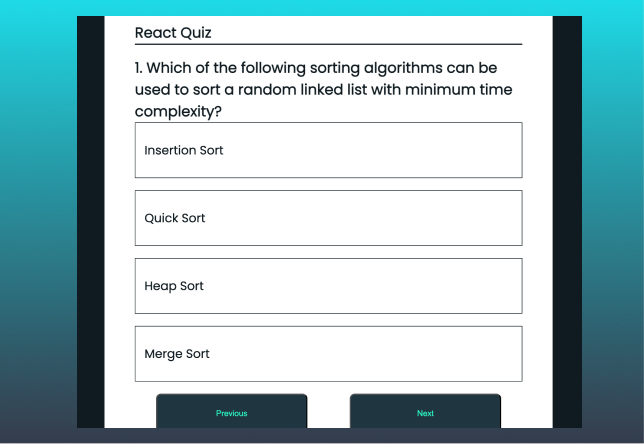 React Quiz
1. Which of the following sorting algorithms can be
used to sort a random linked list with minimum time
complexity?
Insertion Sort
Quick Sort
Heap Sort
Merge Sort
Previous
Next